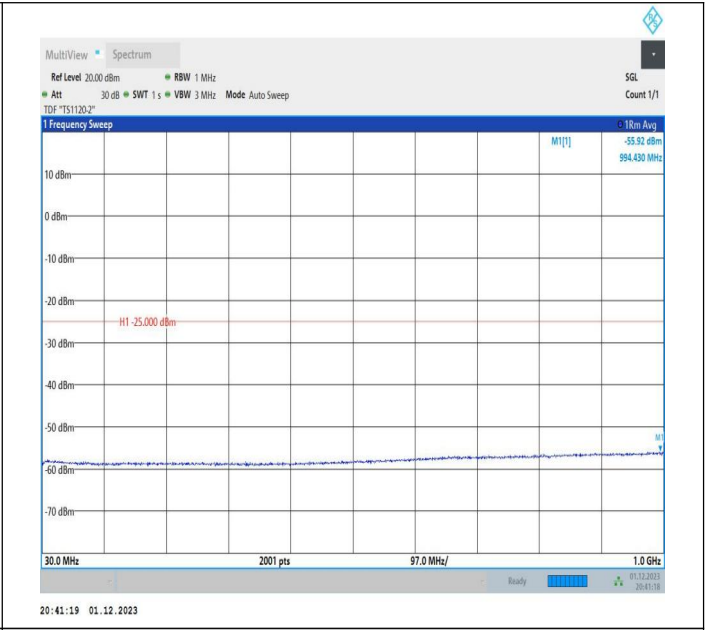 R&S
MultiView Spectrum
Ref Level 20.00 dBm RBW 1 MHz SGL
Att 30 dB SWT 1 s VBW 3 MHz Mode Auto Sweep Count 1/1
TDF "TS1120-2"
1 Frequency Sweep 1Rm Avg
M1[1] -55.92 dBm
994.430 MHz
10 dBm
0 dBm
-10 dBm
-20 dBm
H1 -25.000 dBm
-30 dBm
-40 dBm
-50 dBm
M1
-60 dBm
-70 dBm
30.0 MHz 2001 pts 97.0 MHz/ 1.0 GHz
Ready 01.12.2023
20:41:18
20:41:19 01.12.2023